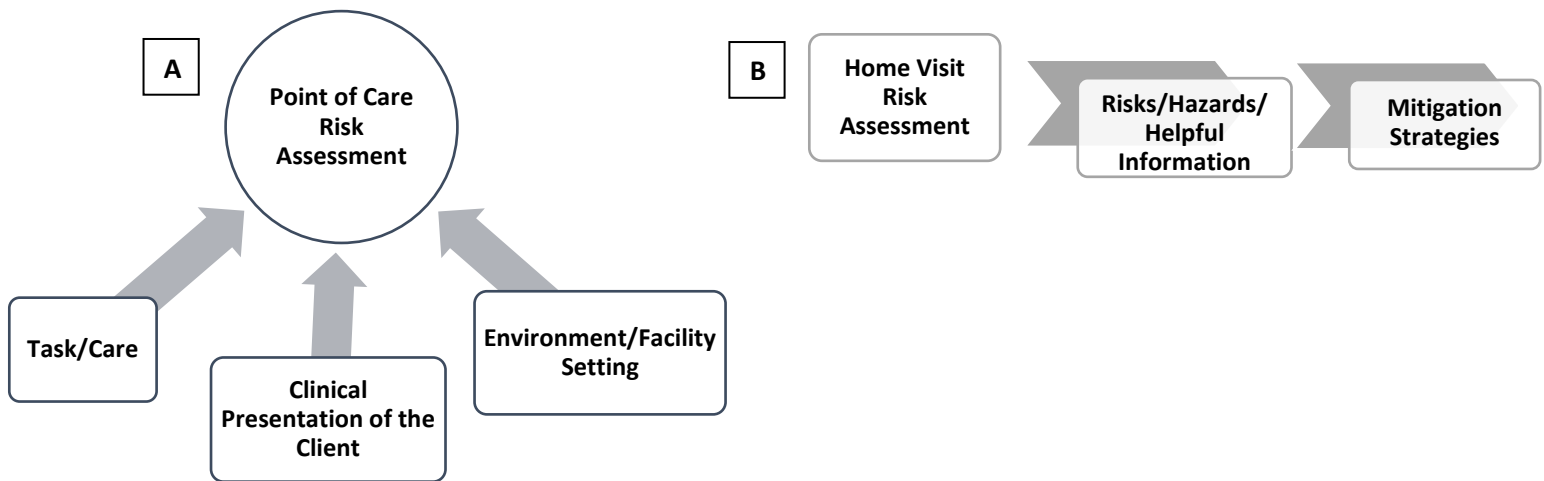 A
Point of Care
Risk
Assessment
Task/Care
Clinical
Presentation of the
Client
Environment/Facility
Setting
B
Home Visit
Risk
Assessment
Risks/Hazards/
Helpful
Information
Mitigation
Strategies